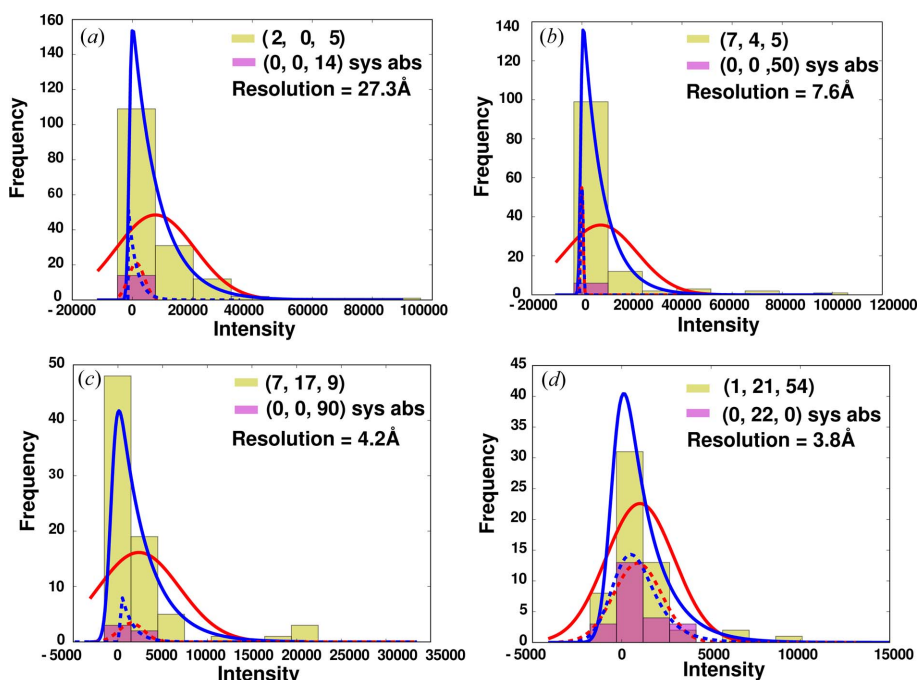 (a)
(2, 0, 5)
(0, 0, 14) sys abs
Resolution = 27.3Å
Frequency
160
140
120
100
80
60
40
20
0
-20000 0 20000 40000 60000 80000 100000
Intensity
(b)
(7, 4, 5)
(0, 0 ,50) sys abs
Resolution = 7.6Å
Frequency
140
120
100
80
60
40
20
0
-20000 0 20000 40000 60000 80000 100000 120000
Intensity
(c)
(7, 17, 9)
(0, 0, 90) sys abs
Resolution = 4.2Å
Frequency
50
40
30
20
10
0
-5000 0 5000 10000 15000 20000 25000 30000 35000
Intensity
(d)
(1, 21, 54)
(0, 22, 0) sys abs
Resolution = 3.8Å
Frequency
45
40
35
30
25
20
15
10
5
0
-5000 0 5000 10000 15000
Intensity